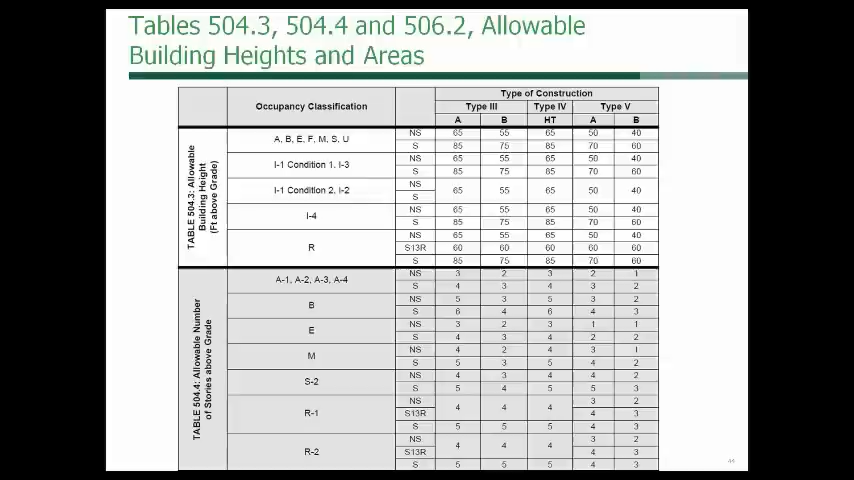 Tables 504.3, 504.4 and 506.2, Allowable
Building Heights and Areas
Occupancy Classification
Type of Construction
Type III Type IV Type V
A B HT A B
TABLE 504.3: Allowable
Building Height
(Ft above Grade)
A, B, E, F, M, S, U
NS 65 55 65 50 40
S 85 75 85 70 60
I-1 Condition 1, I-3
NS 65 55 65 50 40
S 85 75 85 70 60
I-1 Condition 2, I-2
NS
S
65 55 65 50 40
I-4
NS 65 55 65 50 40
S 85 75 85 70 60
R
NS 65 55 65 50 40
S13R 60 60 60 60 60
S 85 75 85 70 60
TABLE 504.4: Allowable Number
of Stories above Grade
A-1, A-2, A-3, A-4
NS 3 2 3 2 1
S 4 3 4 3 2
B
NS 5 3 5 3 2
S 6 4 6 4 3
E
NS 3 2 3 1 1
S 4 3 4 2 2
M
NS 4 2 4 3 1
S 5 3 5 4 2
S-2
NS 4 3 4 4 2
S 5 4 5 5 3
R-1
NS 3 2
4 4 4
S13R 4 3
S 5 5 5 4 3
R-2
NS 3 2
4 4 4
S13R 4 3
S 5 5 5 4 3
44